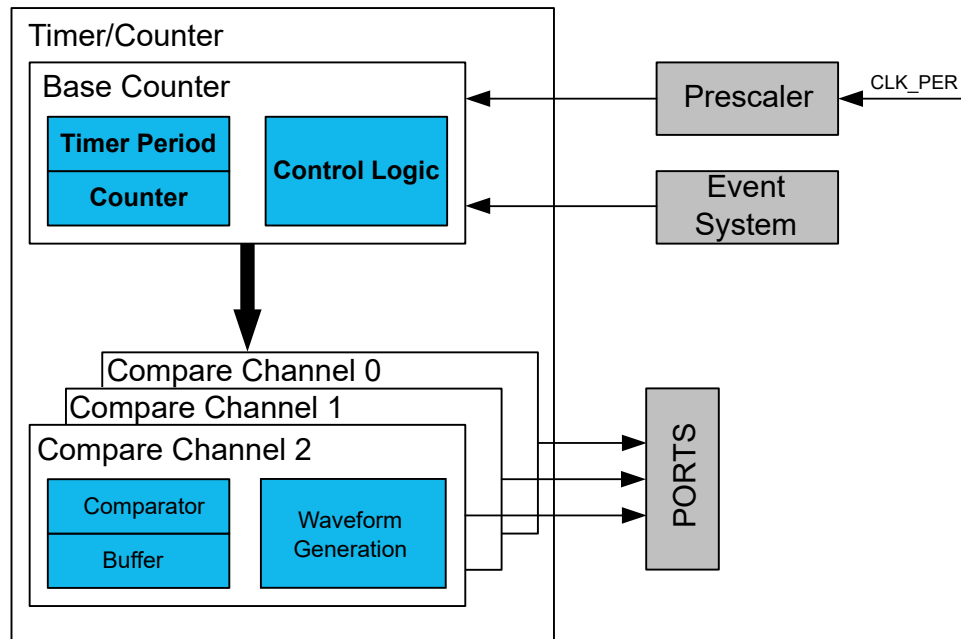 Timer/Counter
Base Counter
Timer Period
Counter
Control Logic
Prescaler
CLK_PER
Event
System
Compare Channel 0
Compare Channel 1
Compare Channel 2
Comparator
Buffer
Waveform
Generation
PORTS